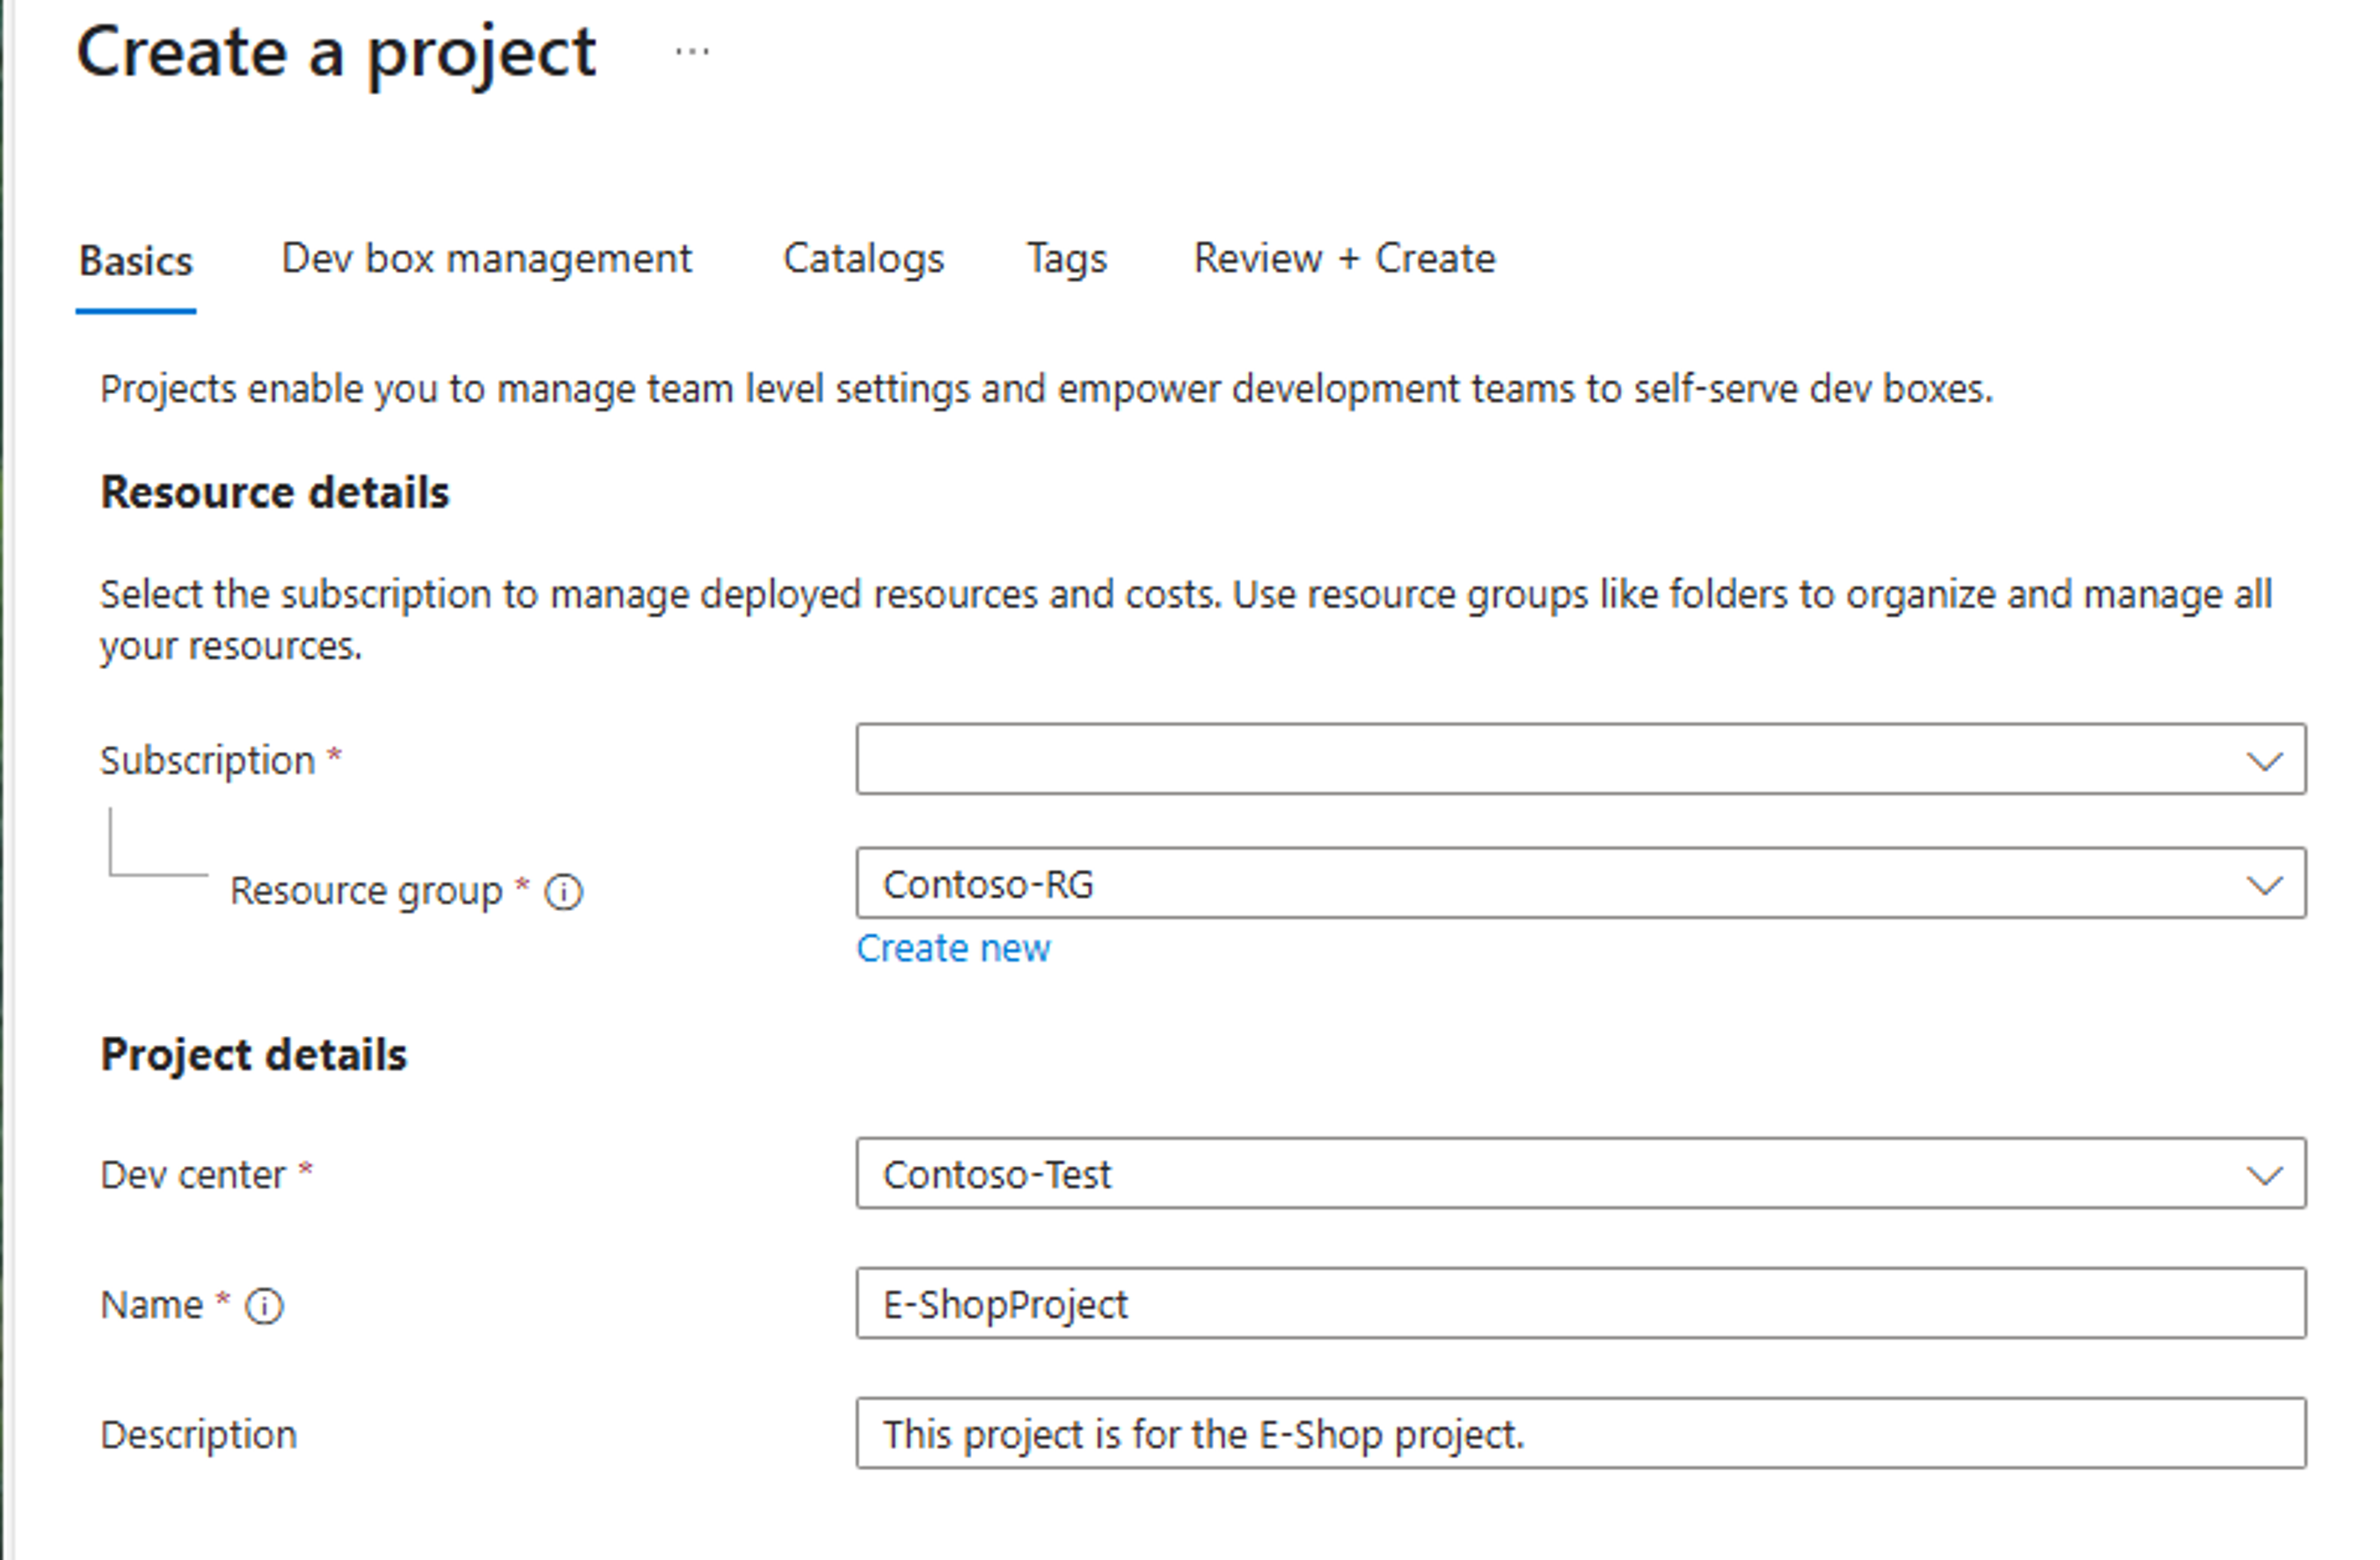 Create a project ...
Basics Dev box management Catalogs Tags Review + Create
Projects enable you to manage team level settings and empower development teams to self-serve dev boxes.
Resource details
Select the subscription to manage deployed resources and costs. Use resource groups like folders to organize and manage all
your resources.
Subscription *
Resource group * Contoso-RG
Create new
Project details
Dev center * Contoso-Test
Name * E-ShopProject
Description This project is for the E-Shop project.